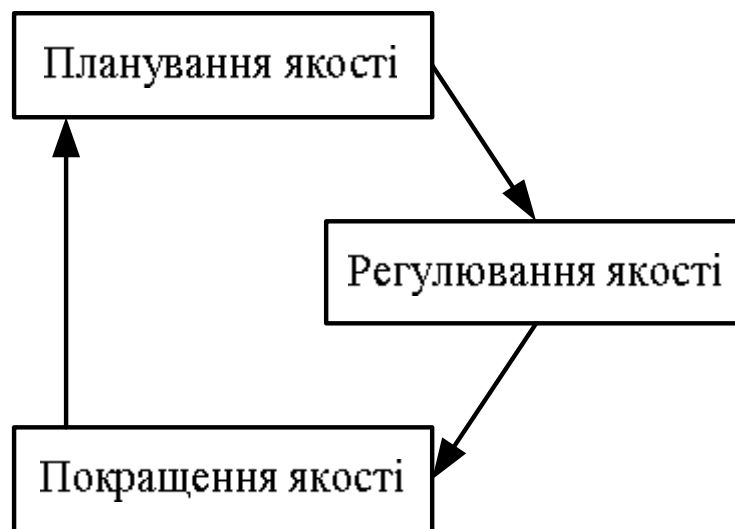 Планування якості
Регулювання якості
Покращення якості